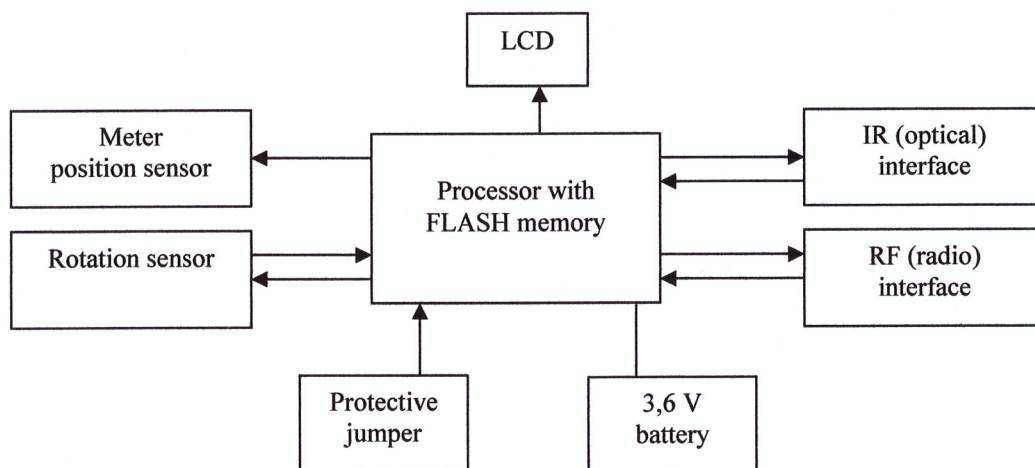 LCD
Meter
position sensor
Processor with
FLASH memory
IR (optical)
interface
Rotation sensor
RF (radio)
interface
Protective
jumper
3,6 V
battery